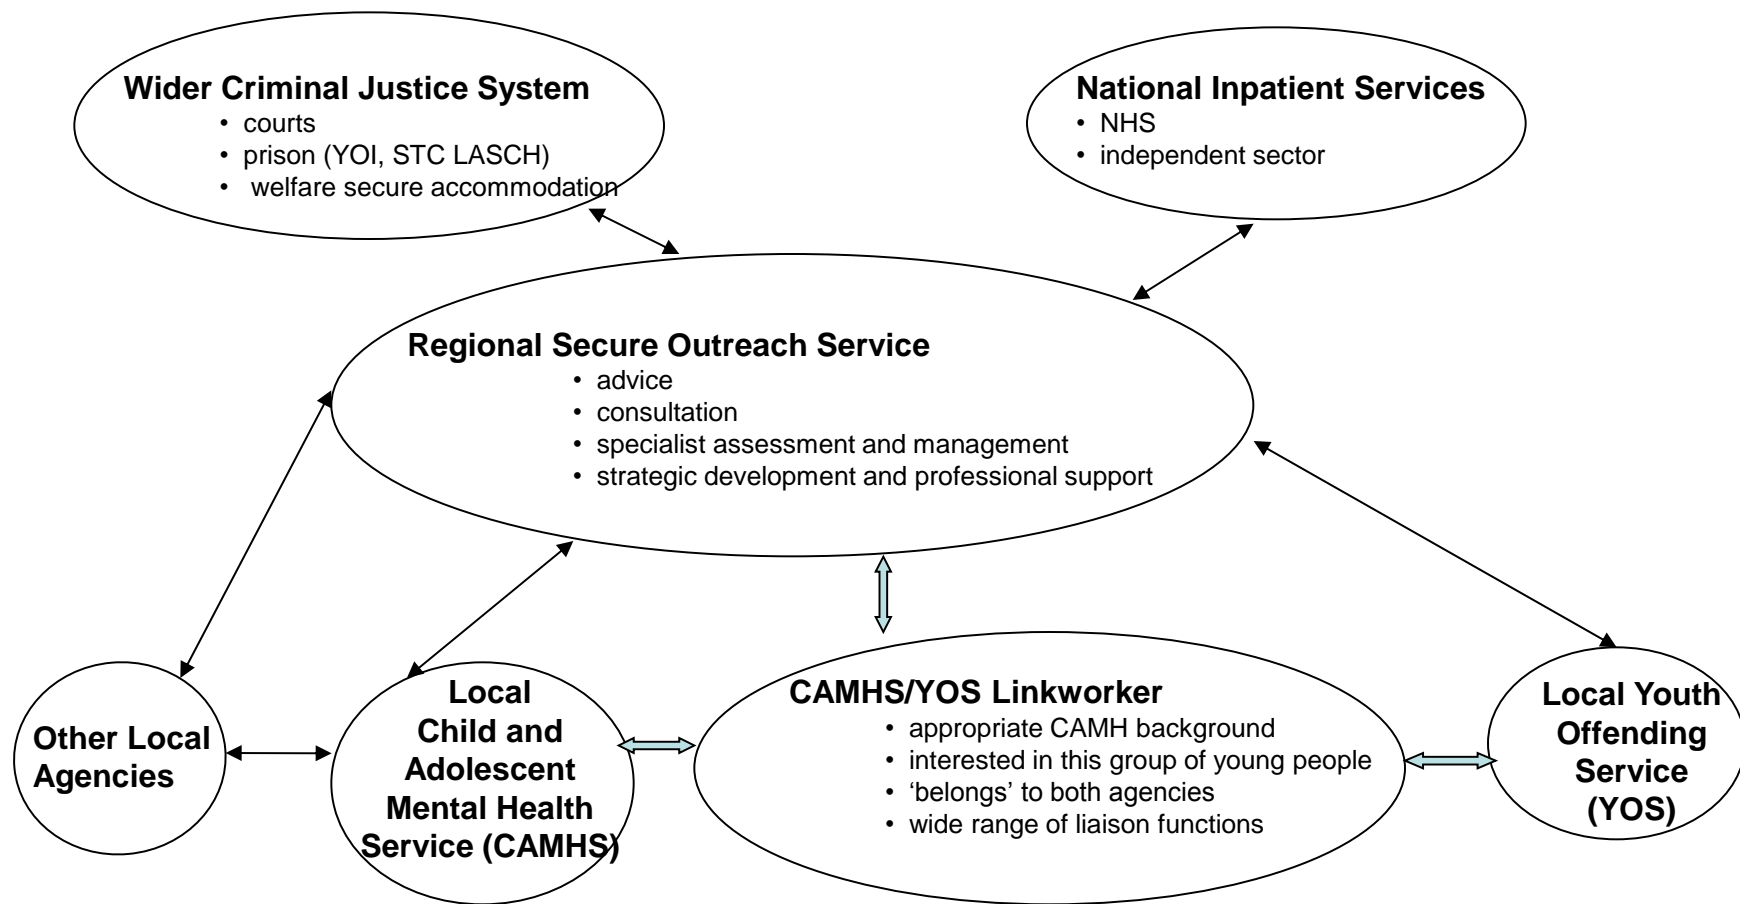 Wider Criminal Justice System
• courts
• prison (YOI, STC LASCH)
• welfare secure accommodation
National Inpatient Services
• NHS
• independent sector
Regional Secure Outreach Service
• advice
• consultation
• specialist assessment and management
• strategic development and professional support
Other Local
Agencies
Local
Child and
Adolescent
Mental Health
Service (CAMHS)
CAMHS/YOS Linkworker
• appropriate CAMH background
• interested in this group of young people
• ‘belongs’ to both agencies
• wide range of liaison functions
Local Youth
Offending
Service
(YOS)